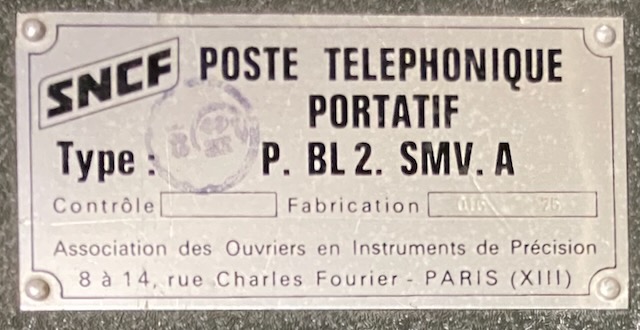 SNCF POSTE TELEPHONIQUE
PORTATIF
Type : P. BL 2. SMV. A
Contrôle Fabrication 76
Association des Ouvriers en Instruments de Précision
8 à 14, rue Charles Fourier - PARIS (XIII)